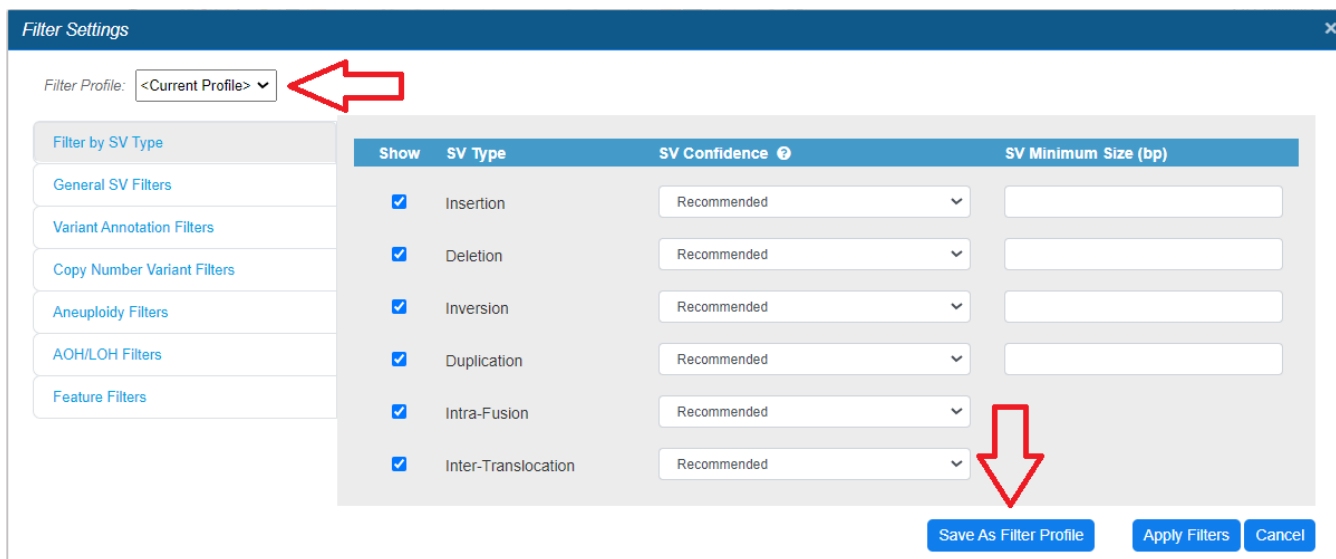 Filter Settings ×
Filter Profile: <Current Profile>
Filter by SV Type
General SV Filters
Variant Annotation Filters
Copy Number Variant Filters
Aneuploidy Filters
AOH/LOH Filters
Feature Filters
Show SV Type SV Confidence ? SV Minimum Size (bp)
Insertion Recommended
Deletion Recommended
Inversion Recommended
Duplication Recommended
Intra-Fusion Recommended
Inter-Translocation Recommended
Save As Filter Profile Apply Filters Cancel